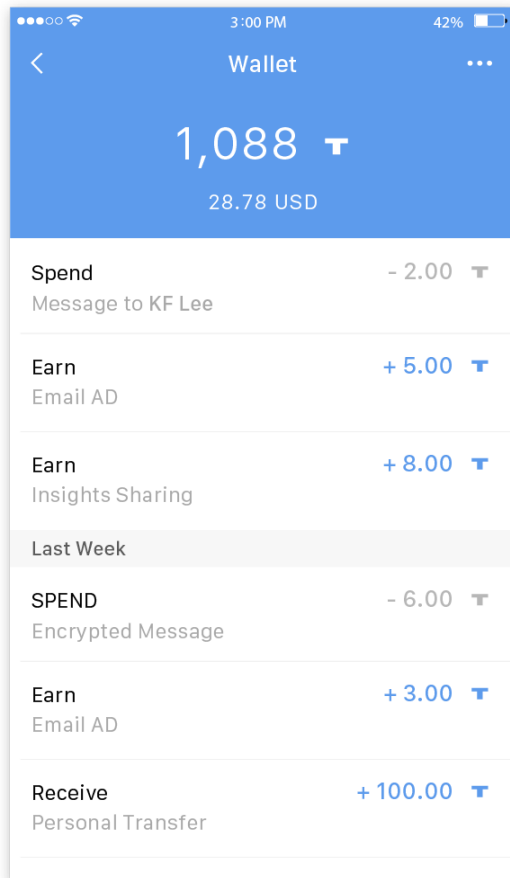 3:00 PM
42%
Wallet
1,088 T
28.78 USD
Spend
- 2.00 T
Message to KF Lee
Earn
+ 5.00 T
Email AD
Earn
+ 8.00 T
Insights Sharing
Last Week
SPEND
- 6.00 T
Encrypted Message
Earn
+ 3.00 T
Email AD
Receive
+ 100.00 T
Personal Transfer